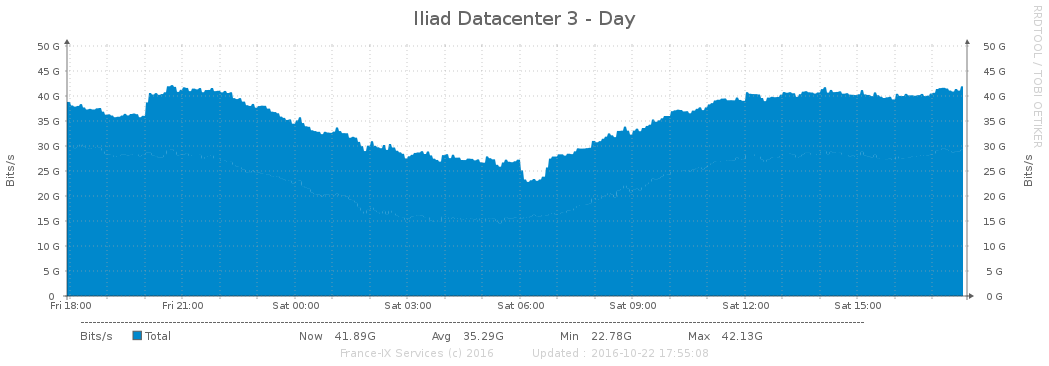 Iliad Datacenter 3 - Day
RRDTOOL / TOBI OETIKER
50 G 50 G
45 G 45 G
40 G 40 G
35 G 35 G
30 G 30 G
25 G 25 G
20 G 20 G
15 G 15 G
10 G 10 G
5 G 5 G
0 0 G
Bits/s Bits/s
Fri 18:00 Fri 21:00 Sat 00:00 Sat 03:00 Sat 06:00 Sat 09:00 Sat 12:00 Sat 15:00
Bits/s Total Now 41.89G Avg 35.29G Min 22.78G Max 42.13G
France-IX Services (c) 2016 Updated : 2016-10-22 17:55:08